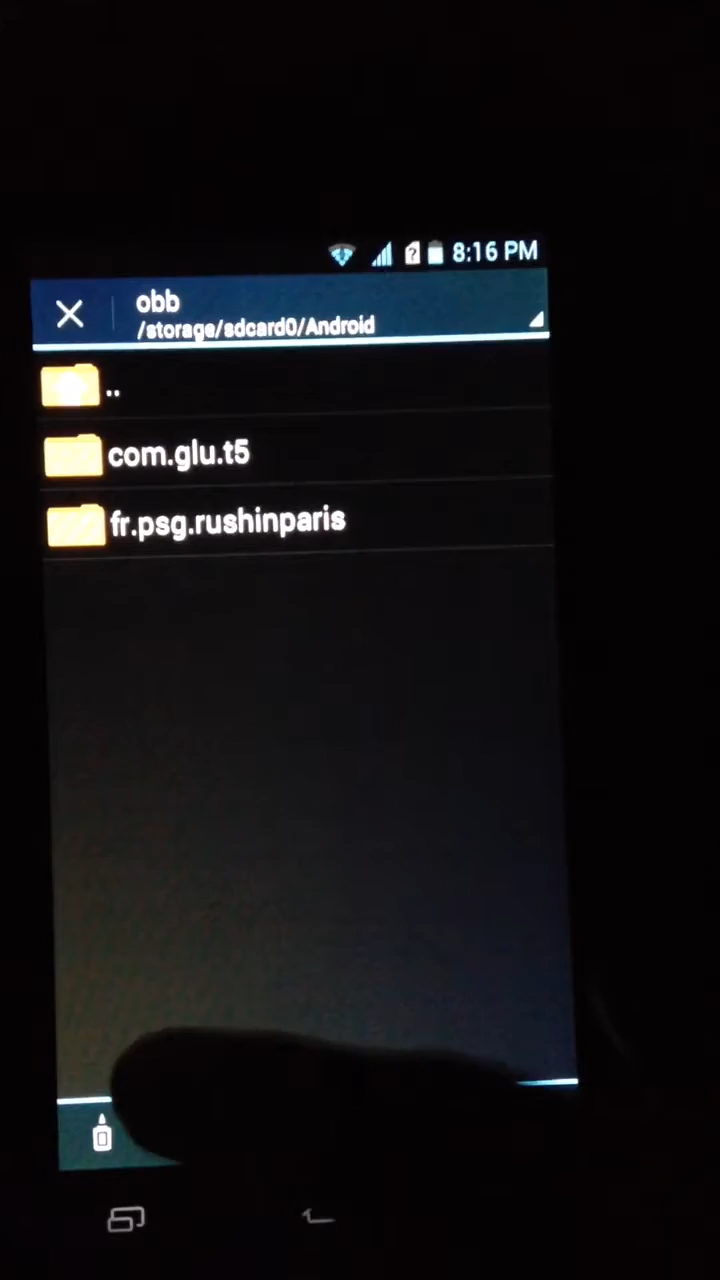 8:16 PM
obb
/storage/sdcard0/Android
..
com.glu.t5
fr.psg.rushinparis